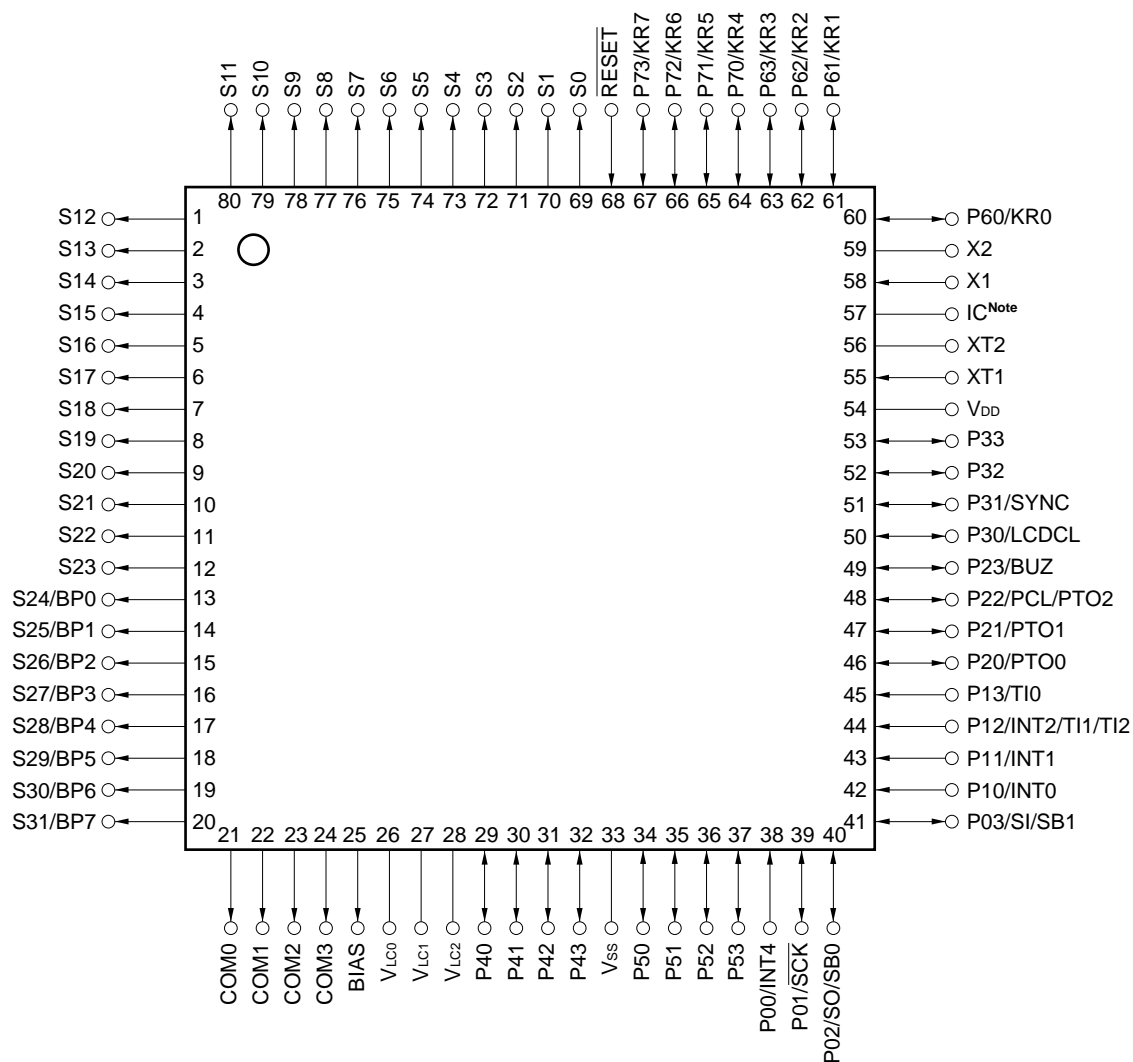 S11
S10
S9
S8
S7
S6
S5
S4
S3
S2
S1
S0
RESET
P73/KR7
P72/KR6
P71/KR5
P70/KR4
P63/KR3
P62/KR2
P61/KR1
80 79 78 77 76 75 74 73 72 71 70 69 68 67 66 65 64 63 62 61
S12 1
S13 2
S14 3
S15 4
S16 5
S17 6
S18 7
S19 8
S20 9
S21 10
S22 11
S23 12
S24/BP0 13
S25/BP1 14
S26/BP2 15
S27/BP3 16
S28/BP4 17
S29/BP5 18
S30/BP6 19
S31/BP7 20
60 P60/KR0
59 X2
58 X1
57 ICNote
56 XT2
55 XT1
54 VDD
53 P33
52 P32
51 P31/SYNC
50 P30/LCDCL
49 P23/BUZ
48 P22/PCL/PTO2
47 P21/PTO1
46 P20/PTO0
45 P13/TI0
44 P12/INT2/TI1/TI2
43 P11/INT1
42 P10/INT0
41 P03/SI/SB1
21 22 23 24 25 26 27 28 29 30 31 32 33 34 35 36 37 38 39 40
COM0
COM1
COM2
COM3
BIAS
VLC0
VLC1
VLC2
P40
P41
P42
P43
VSS
P50
P51
P52
P53
P00/INT4
P01/SCK
P02/SO/SB0